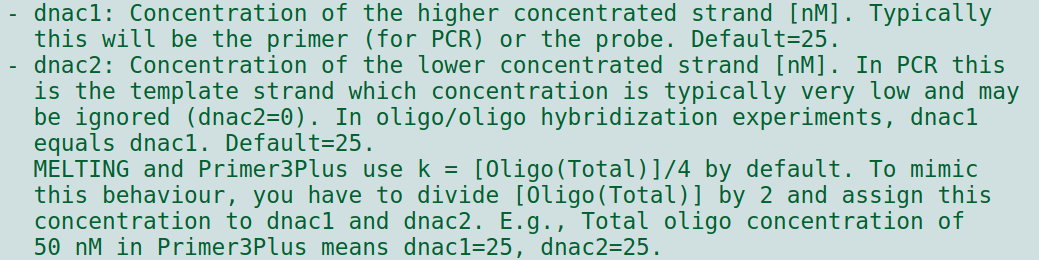 - dnac1: Concentration of the higher concentrated strand [nM]. Typically
this will be the primer (for PCR) or the probe. Default=25.
- dnac2: Concentration of the lower concentrated strand [nM]. In PCR this
is the template strand which concentration is typically very low and may
be ignored (dnac2=0). In oligo/oligo hybridization experiments, dnac1
equals dnac1. Default=25.
MELTING and Primer3Plus use k = [Oligo(Total)]/4 by default. To mimic
this behaviour, you have to divide [Oligo(Total)] by 2 and assign this
concentration to dnac1 and dnac2. E.g., Total oligo concentration of
50 nM in Primer3Plus means dnac1=25, dnac2=25.